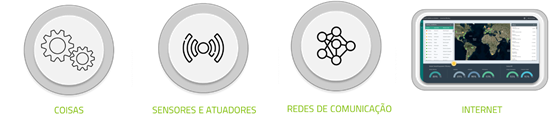 COISAS
SENSORES E ATUADORES
REDES DE COMUNICAÇÃO
INTERNET